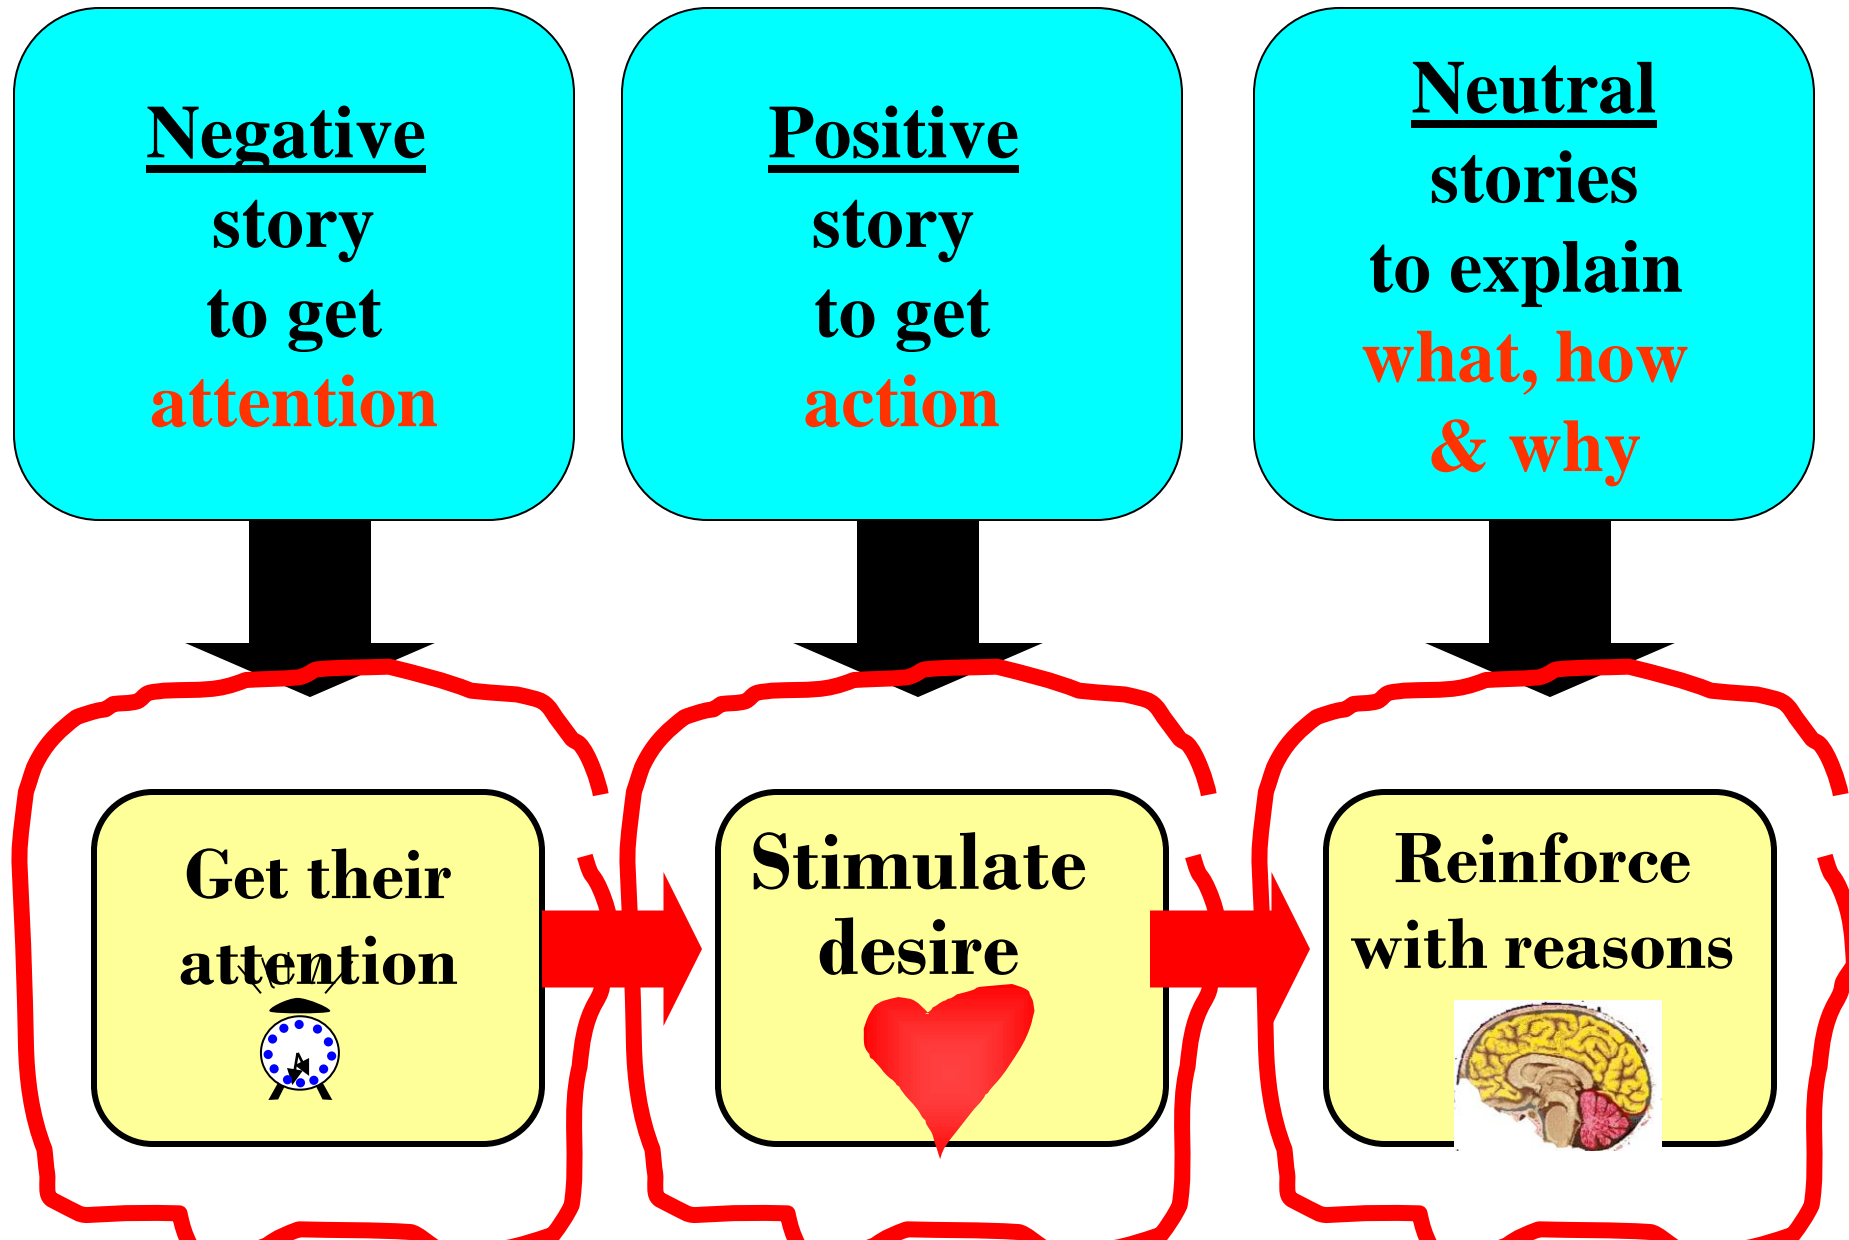 Negative
story
to get
attention
Positive
story
to get
action
Neutral
stories
to explain
what, how
& why
Get their
attention
Stimulate
desire
Reinforce
with reasons